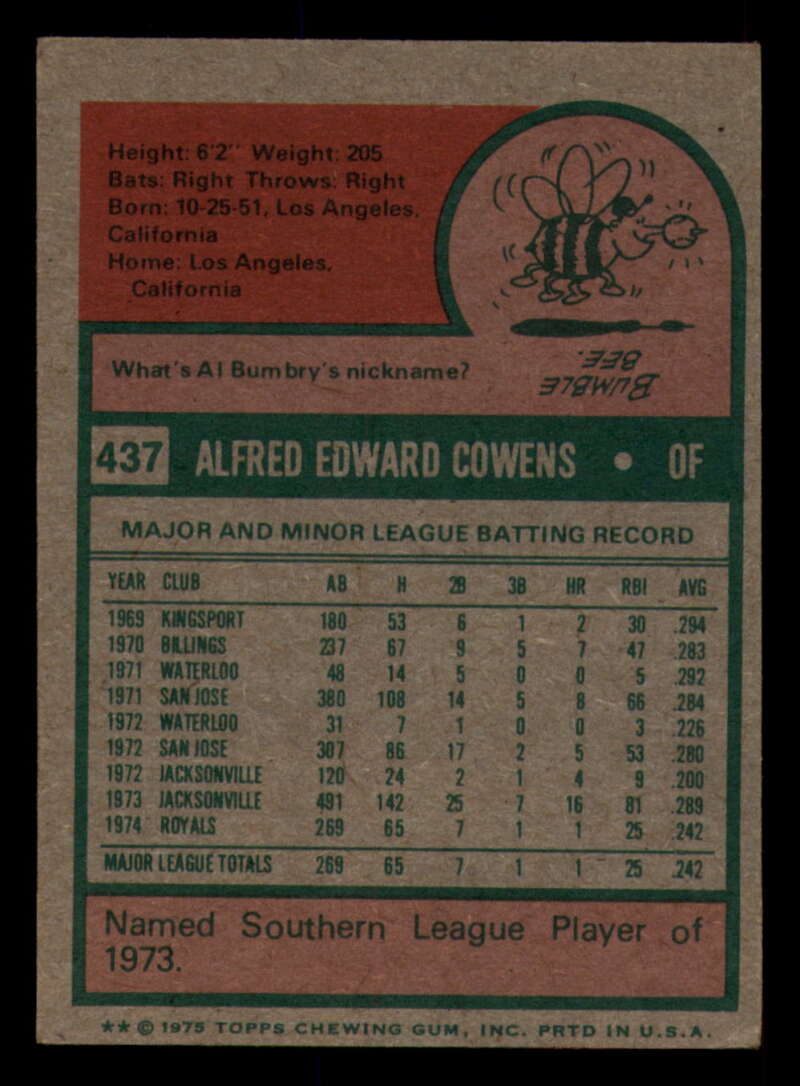 Height: 6'2" Weight: 205
Bats: Right Throws: Right
Born: 10-25-51, Los Angeles,
California
Home: Los Angeles,
California
What's Al Bumbry's nickname?
BUMBLE
BEE.
437 ALFRED EDWARD COWENS • OF
MAJOR AND MINOR LEAGUE BATTING RECORD
YEAR CLUB AB H 2B 3B HR RBI AVG
1969 KINGSPORT 180 53 6 1 2 30 .294
1970 BILLINGS 237 67 9 5 7 47 .283
1971 WATERLOO 48 14 5 0 0 5 .292
1971 SAN JOSE 380 108 14 5 8 66 .284
1972 WATERLOO 31 7 1 0 0 3 .226
1972 SAN JOSE 307 86 17 2 5 53 .280
1972 JACKSONVILLE 120 24 2 1 4 9 .200
1973 JACKSONVILLE 491 142 25 7 16 81 .289
1974 ROYALS 269 65 7 1 1 25 .242
MAJOR LEAGUE TOTALS 269 65 7 1 1 25 .242
Named Southern League Player of
1973.
** © 1975 TOPPS CHEWING GUM, INC. PRTD IN U.S.A.